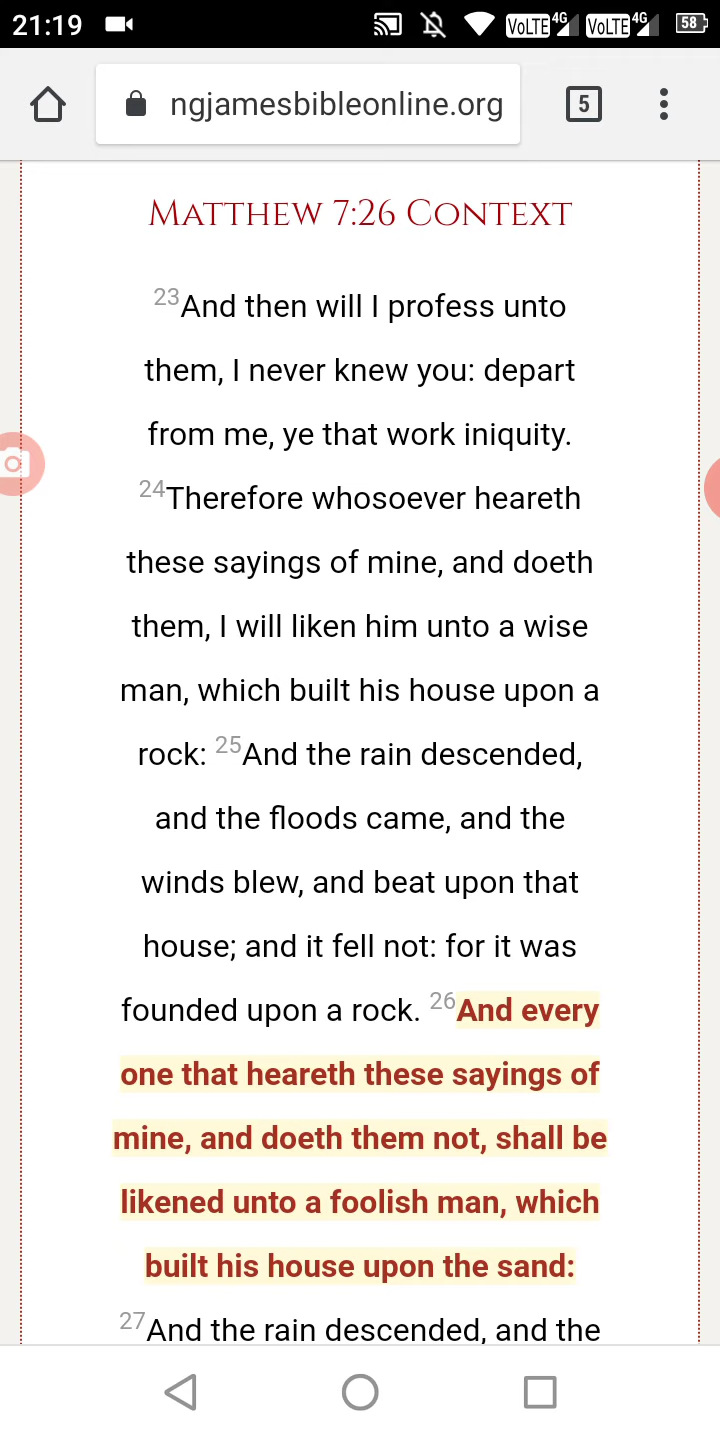 21:19 VoLTE 4G VoLTE 4G 58
ngjamesbibleonline.org 5
Matthew 7:26 Context
23And then will I profess unto
them, I never knew you: depart
from me, ye that work iniquity.
24Therefore whosoever heareth
these sayings of mine, and doeth
them, I will liken him unto a wise
man, which built his house upon a
rock: 25And the rain descended,
and the floods came, and the
winds blew, and beat upon that
house; and it fell not: for it was
founded upon a rock. 26And every
one that heareth these sayings of
mine, and doeth them not, shall be
likened unto a foolish man, which
built his house upon the sand:
27And the rain descended, and the